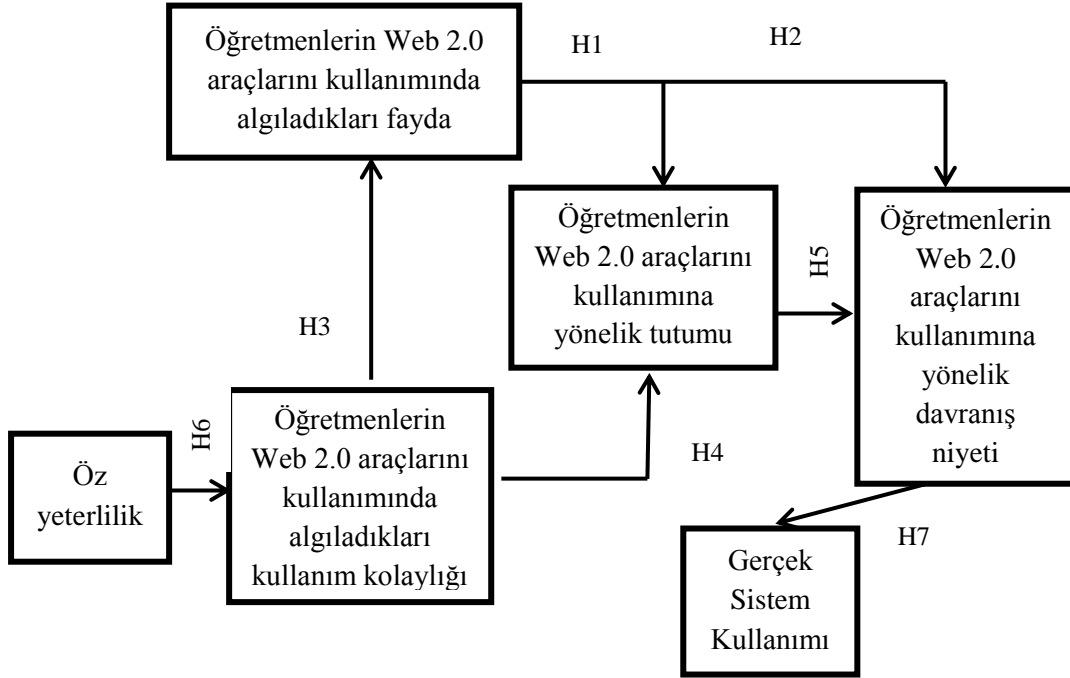 Öğretmenlerin Web 2.0
araçlarını kullanımında
algıladıkları fayda
H1
H2
Öğretmenlerin
Web 2.0 araçlarını
kullanımına
yönelik tutumu
H5
Öğretmenlerin
Web 2.0
araçlarını
kullanımına
yönelik
davranış
niyeti
H3
Öz
yeterlilik
H6
Öğretmenlerin
Web 2.0 araçlarını
kullanımında
algıladıkları
kullanım kolaylığı
H4
H7
Gerçek
Sistem
Kullanımı